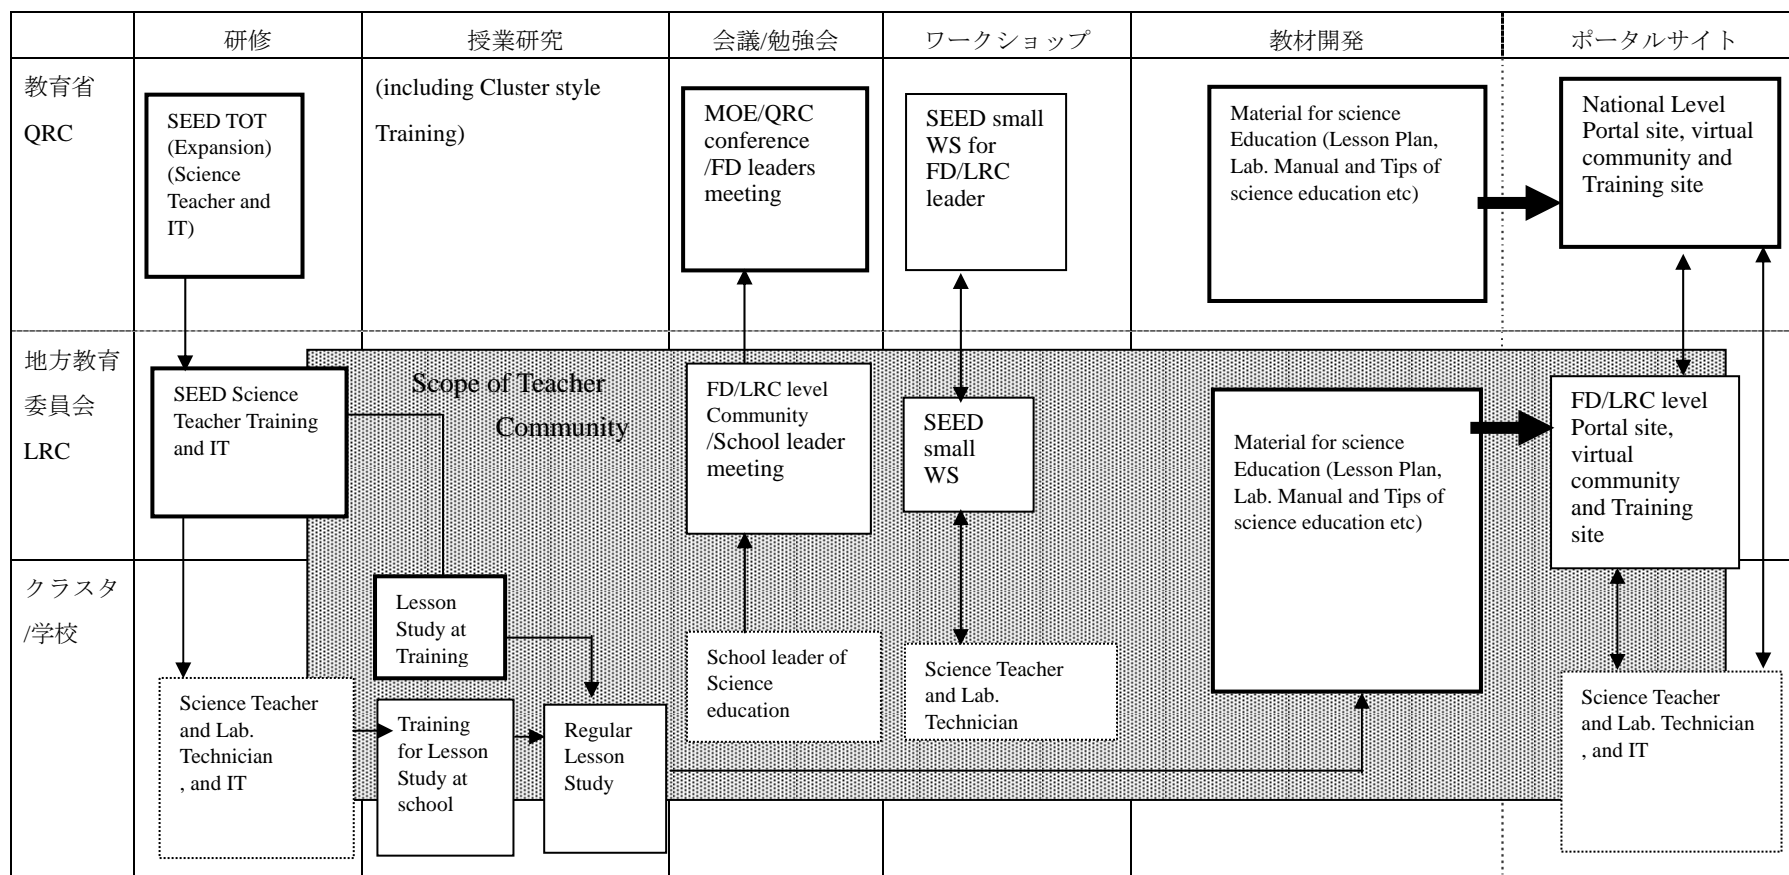 研修
授業研究
会議/勉強会
ワークショップ
教材開発
ポータルサイト
教育省
QRC
SEED TOT
(Expansion)
(Science
Teacher and
IT)
(including Cluster style
Training)
MOE/QRC
conference
/FD leaders
meeting
SEED small
WS for
FD/LRC
leader
Material for science
Education (Lesson Plan,
Lab. Manual and Tips of
science education etc)
National Level
Portal site, virtual
community and
Training site
地方教育
委員会
LRC
SEED Science
Teacher Training
and IT
Scope of Teacher
Community
FD/LRC level
Community
/School leader
meeting
SEED
small
WS
Material for science
Education (Lesson Plan,
Lab. Manual and Tips of
science education etc)
FD/LRC level
Portal site,
virtual
community
and Training
site
クラスタ
/学校
Science Teacher
and Lab.
Technician
, and IT
Lesson
Study at
Training
Training
for Lesson
Study at
school
Regular
Lesson
Study
School leader of
Science
education
Science Teacher
and Lab.
Technician
Science Teacher
and Lab. Technician
, and IT